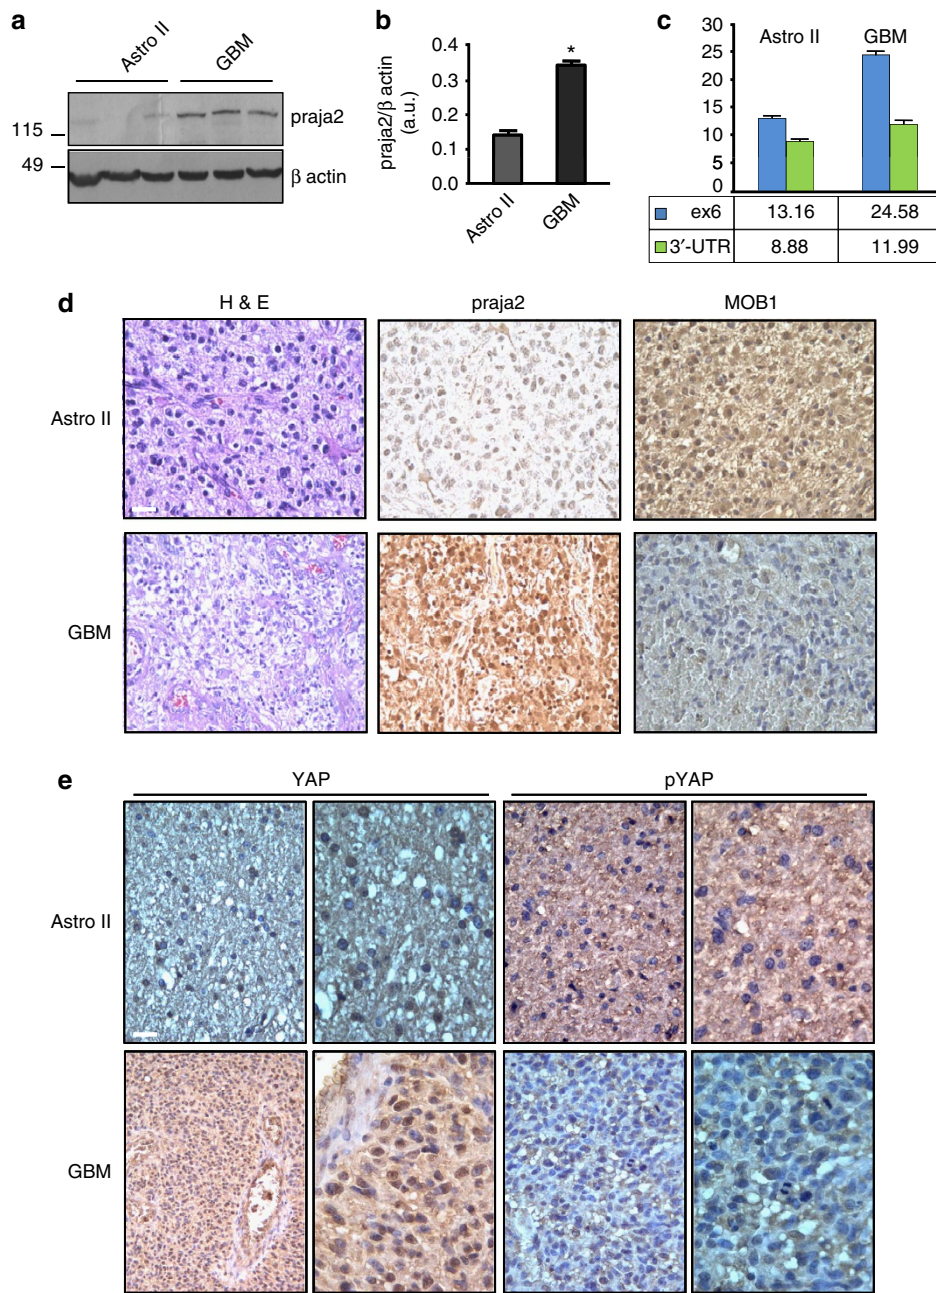 a
Astro II
GBM
praja2
115
49
β actin
b
praja2/β actin
(a.u.)
0.4
0.3
0.2
0.1
0.0
*
Astro II
GBM
c
30
25
20
15
10
5
0
Astro II
GBM
ex6 13.16 24.58
3′-UTR 8.88 11.99
d
H & E praja2 MOB1
Astro II
GBM
e
YAP pYAP
Astro II
GBM